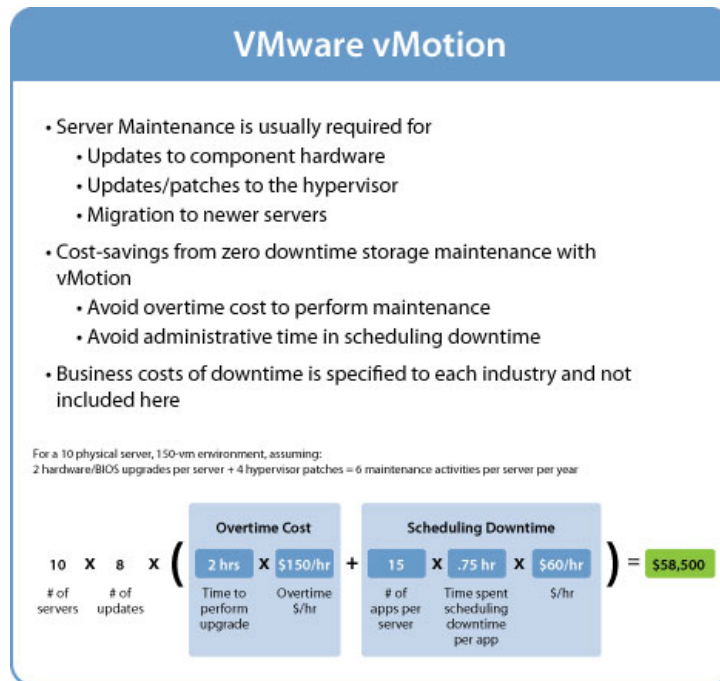 VMware vMotion
• Server Maintenance is usually required for
• Updates to component hardware
• Updates/patches to the hypervisor
• Migration to newer servers
• Cost-savings from zero downtime storage maintenance with
vMotion
• Avoid overtime cost to perform maintenance
• Avoid administrative time in scheduling downtime
• Business costs of downtime is specified to each industry and not
included here
For a 10 physical server, 150-vm environment, assuming:
2 hardware/BIOS upgrades per server + 4 hypervisor patches = 6 maintenance activities per server per year
Overtime Cost Scheduling Downtime
10 x 8 x ( 2 hrs x $150/hr + 15 x .75 hr x $60/hr ) = $58,500
# of # of Time to Overtime # of Time spent $/hr
servers updates perform $/hr apps per scheduling
upgrade server downtime
per app